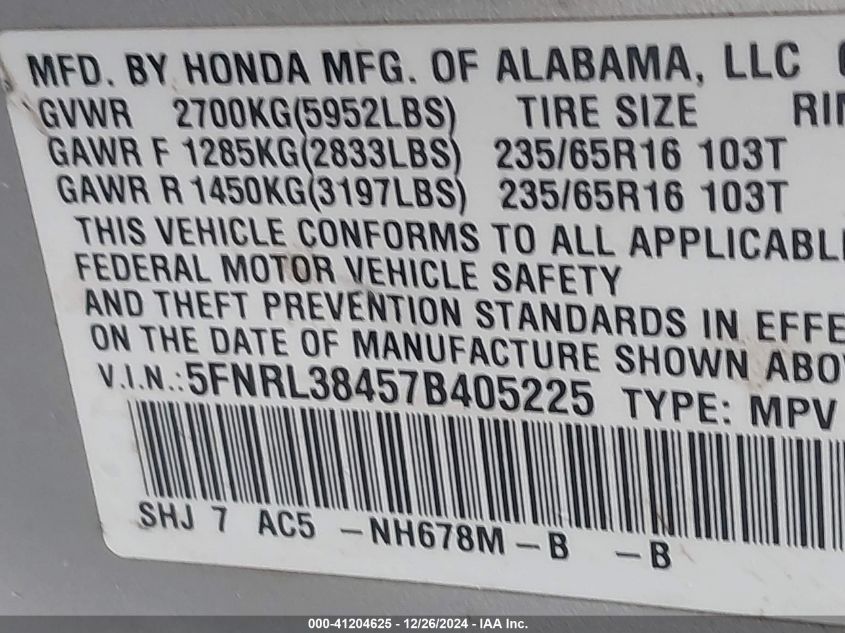 MFD. BY HONDA MFG. OF ALABAMA, LLC
GVWR 2700KG(5952LBS) TIRE SIZE RIM
GAWR F 1285KG(2833LBS) 235/65R16 103T
GAWR R 1450KG(3197LBS) 235/65R16 103T
THIS VEHICLE CONFORMS TO ALL APPLICABL
FEDERAL MOTOR VEHICLE SAFETY
AND THEFT PREVENTION STANDARDS IN EFFE
ON THE DATE OF MANUFACTURE SHOWN ABO
V.I.N.:5FNRL38457B405225 TYPE: MPV
SHJ 7 AC5 -NH678M-B -B
000-41204625 - 12/26/2024 - IAA Inc.